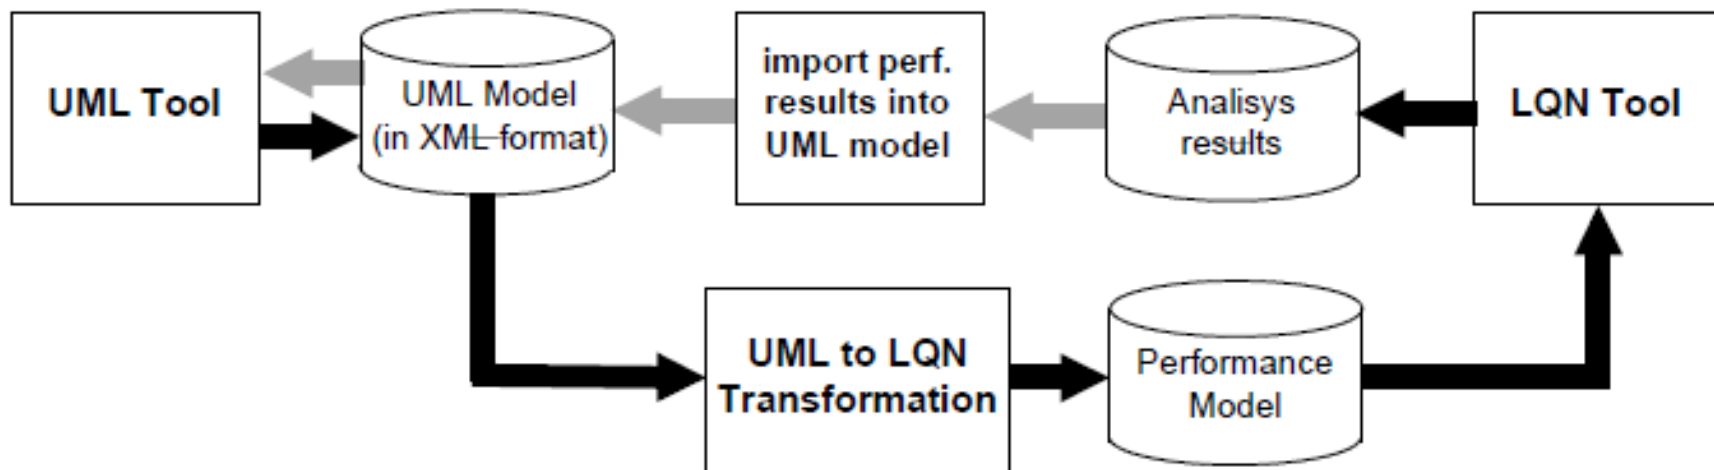 UML Tool
UML Model
(in XML format)
import perf.
results into
UML model
Analisys
results
LQN Tool
UML to LQN
Transformation
Performance
Model